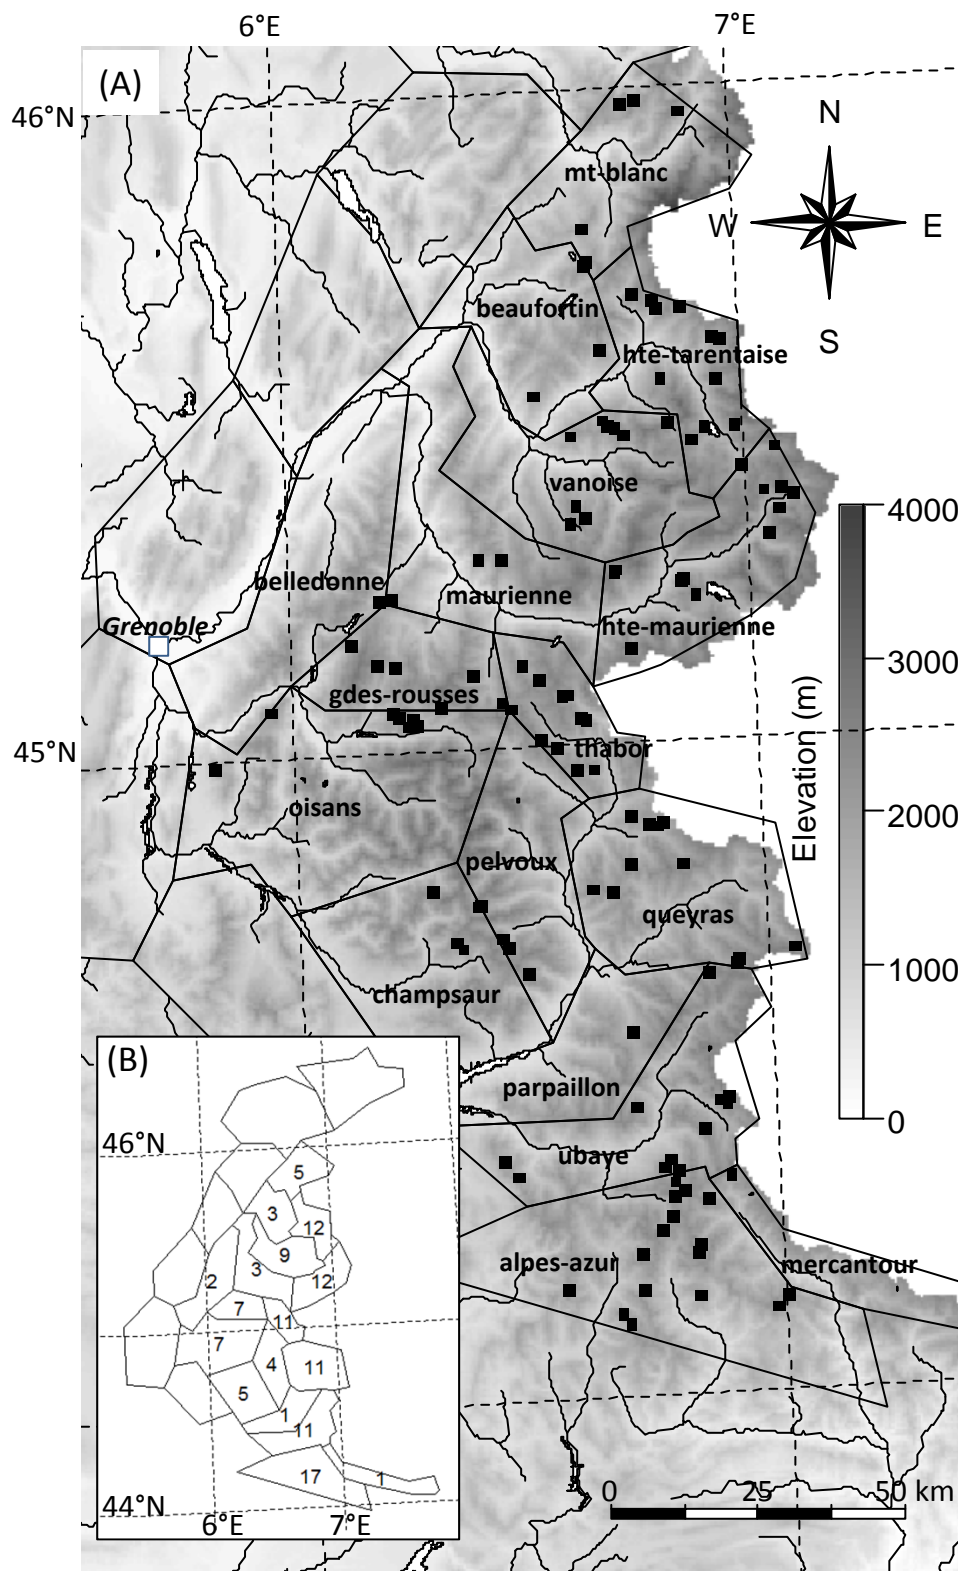 6°E
7°E
(A)
46°N
N
mt-blanc
W
E
beaufortin
S
hte-tarentaise
vanoise
4000
belledonne
maurienne
Grenoble
hte-maurienne
3000
gdes-rousses
45°N
thabor
Elevation (m)
oisans
2000
pelvoux
queyras
1000
champsaur
(B)
parpaillon
0
46°N
ubaye
5
3
12
9
alpes-azur
mercantour
2
3
12
7
11
7
4
11
5
1
11
17
1
0
25
50 km
44°N
6°E
7°E